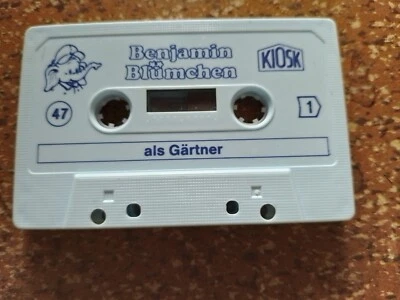 Benjamin
Blümchen
KIOSK
47
1
als Gärtner